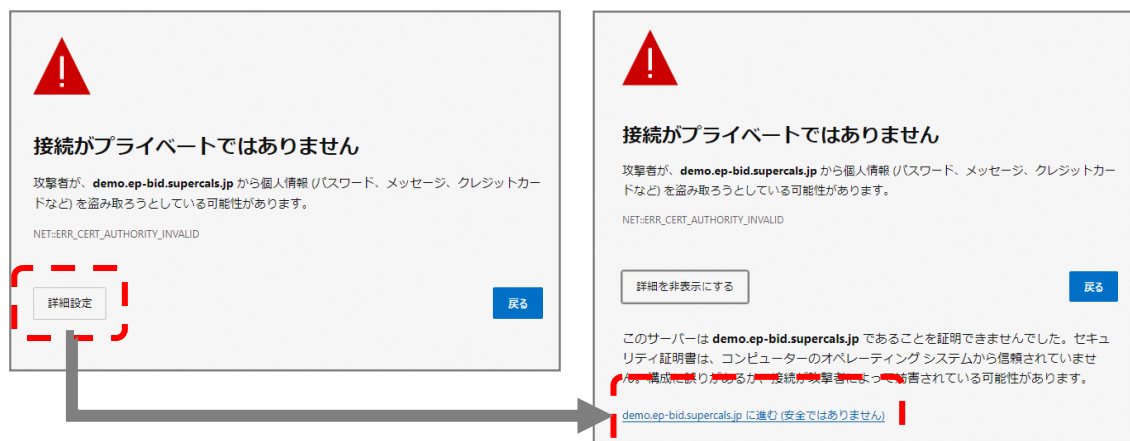 接続がプライベートではありません
攻撃者が、demo.ep-bid.supercals.jp から個人情報 (パスワード、メッセージ、クレジットカー
ドなど) を盗み取ろうとしている可能性があります。
NET::ERR_CERT_AUTHORITY_INVALID
詳細設定
戻る
接続がプライベートではありません
攻撃者が、demo.ep-bid.supercals.jp から個人情報 (パスワード、メッセージ、クレジットカー
ドなど) を盗み取ろうとしている可能性があります。
NET::ERR_CERT_AUTHORITY_INVALID
詳細を非表示にする
戻る
このサーバーは demo.ep-bid.supercals.jp であることを証明できませんでした。セキュ
リティ証明書は、コンピューターのオペレーティング システムから信頼されていませ
ん。構成に誤りがあるか、接続が攻撃者によって妨害されている可能性があります。
demo.ep-bid.supercals.jp に進む (安全ではありません)